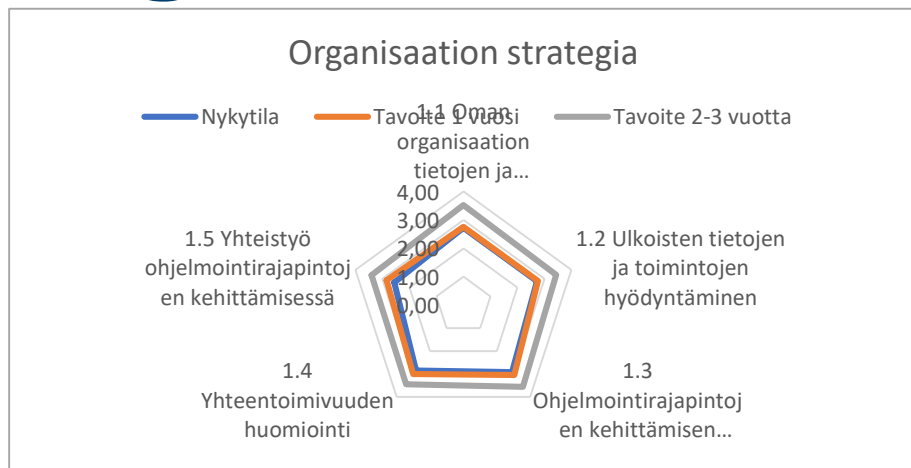 Organisaation strategia
Nykytila
Tavoite 1 vuosi
Tavoite 2-3 vuotta
1.1 Oman
organisaation
tietojen ja...
4,00
3,00
2,00
1,00
0,00
1.2 Ulkoisten tietojen
ja toimintojen
hyödyntäminen
1.3
Ohjelmointirajapintoj
en kehittämisen...
1.4
Yhteentoimivuuden
huomiointi
1.5 Yhteistyö
ohjelmointirajapintoj
en kehittämisessä